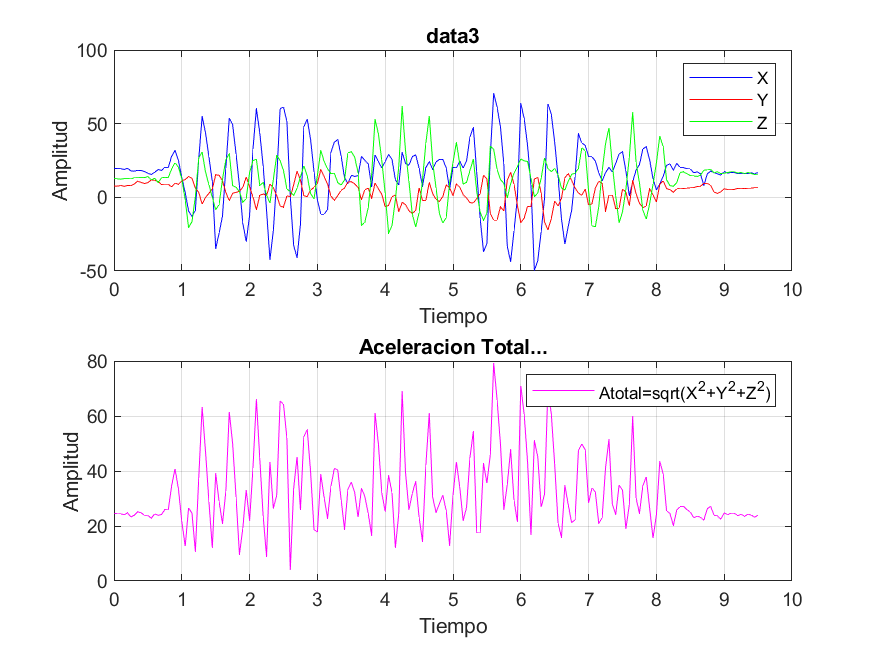 data3
100
50
0
-50
Amplitud
X
Y
Z
0 1 2 3 4 5 6 7 8 9 10
Tiempo
Aceleracion Total...
80
60
40
20
0
Amplitud
Atotal=sqrt(X²+Y²+Z²)
0 1 2 3 4 5 6 7 8 9 10
Tiempo